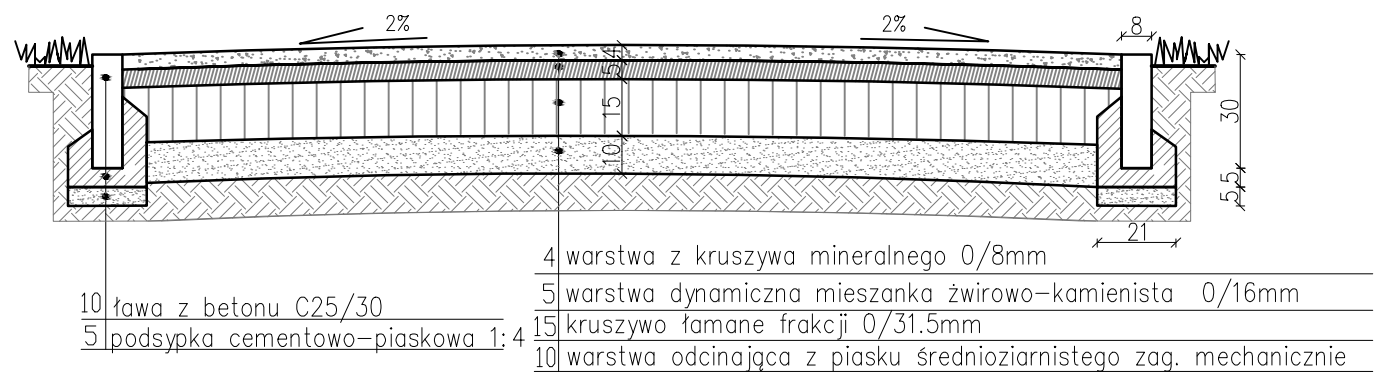 2%
2%
8
4
5
15
10
30
5
5
21
4 warstwa z kruszywa mineralnego 0/8mm
5 warstwa dynamiczna mieszanka żwirowo-kamienista 0/16mm
15 kruszywo łamane frakcji 0/31.5mm
10 warstwa odcinająca z piasku średnioziarnistego zag. mechanicznie
10 ława z betonu C25/30
5 podsypka cementowo-piaskowa 1:4